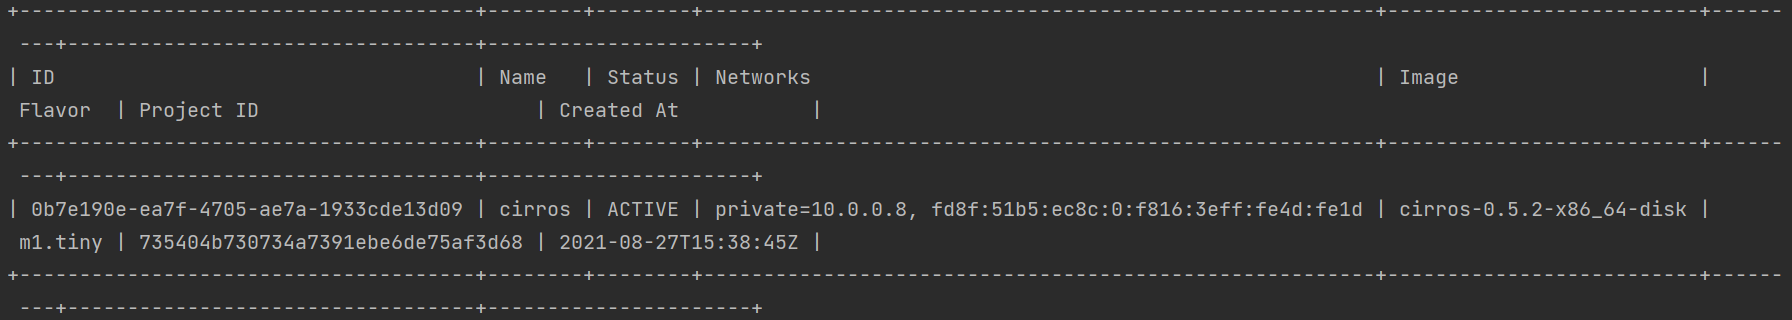 +--------------------------------------+--------+--------+--------------------------------------------------------+--------------------------+------
---+----------------------------------+----------------------+
| ID                                   | Name   | Status | Networks                                               | Image                    |
Flavor  | Project ID                       | Created At           |
+--------------------------------------+--------+--------+--------------------------------------------------------+--------------------------+------
---+----------------------------------+----------------------+
| 0b7e190e-ea7f-4705-ae7a-1933cde13d09 | cirros | ACTIVE | private=10.0.0.8, fd8f:51b5:ec8c:0:f816:3eff:fe4d:fe1d | cirros-0.5.2-x86_64-disk |
m1.tiny | 735404b730734a7391ebe6de75af3d68 | 2021-08-27T15:38:45Z |
+--------------------------------------+--------+--------+--------------------------------------------------------+--------------------------+------
---+----------------------------------+----------------------+